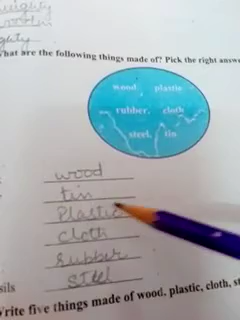 What are the following things made of? Pick the right answ
wood plastic
rubber, cloth
steel, tin
wood
tin
Plastic
cloth
Rubber
Steel
sils
Write five things made of wood, plastic, cloth, st